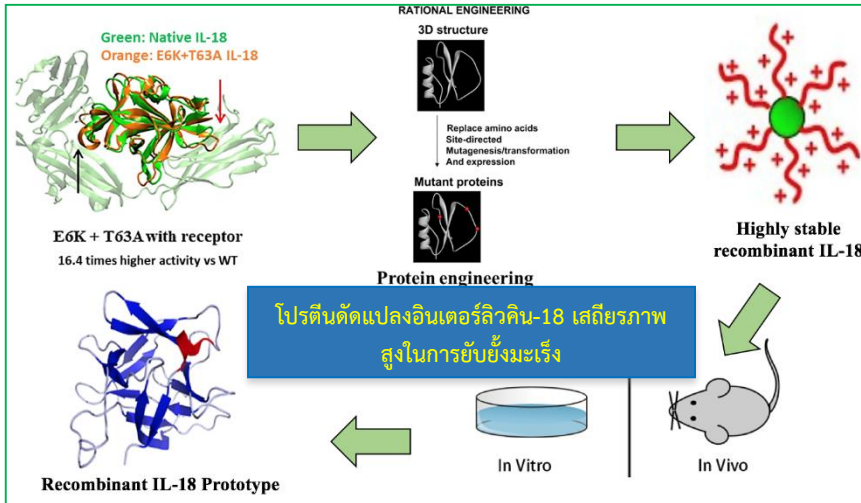 Green: Native IL-18
Orange: E6K+T63A IL-18
E6K + T63A with receptor
16.4 times higher activity vs WT
RATIONAL ENGINEERING
3D structure
Replace amino acids
Site-directed
Mutagenesis/transformation
And expression
Mutant proteins
Protein engineering
Highly stable
recombinant IL-18
โปรตีนดัดแปลงอินเตอร์ลิวคิน-18 เสถียรภาพ
สูงในการยับยั้งมะเร็ง
In Vitro
In Vivo
Recombinant IL-18 Prototype